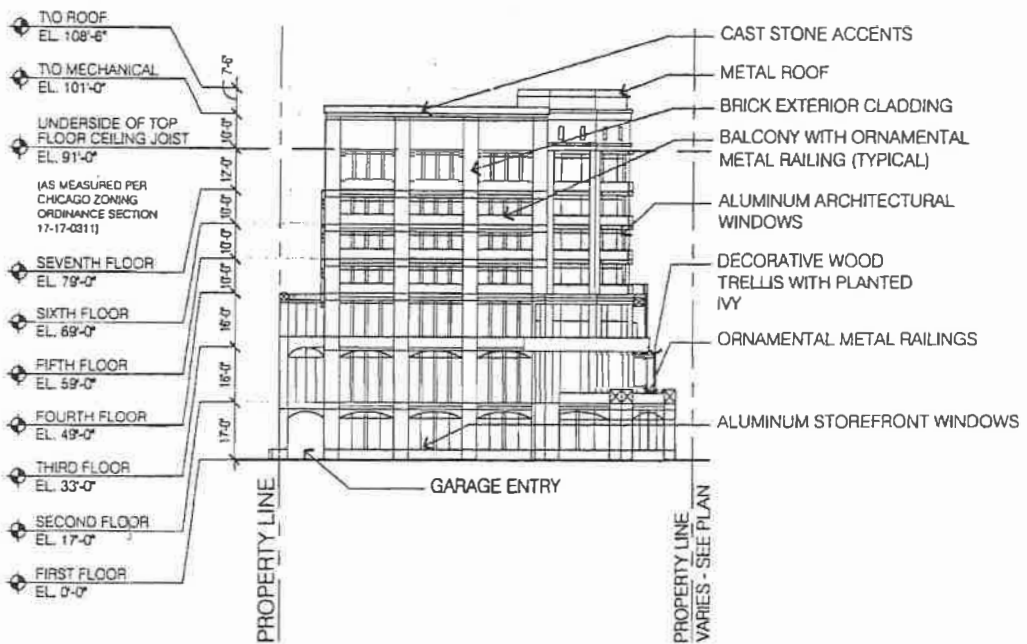 T\O ROOF
EL. 108'-6"
T\O MECHANICAL
EL. 101'-0"
UNDERSIDE OF TOP
FLOOR CEILING JOIST
EL. 91'-0"
(AS MEASURED PER
CHICAGO ZONING
ORDINANCE SECTION
17-17-0311)
SEVENTH FLOOR
EL. 79'-0"
SIXTH FLOOR
EL. 69'-0"
FIFTH FLOOR
EL. 59'-0"
FOURTH FLOOR
EL. 49'-0"
THIRD FLOOR
EL. 33'-0"
SECOND FLOOR
EL. 17'-0"
FIRST FLOOR
EL. 0'-0"
7'-6"
10'-0"
12'-0"
10'-0"
10'-0"
10'-0"
16'-0"
16'-0"
17'-0"
CAST STONE ACCENTS
METAL ROOF
BRICK EXTERIOR CLADDING
BALCONY WITH ORNAMENTAL
METAL RAILING (TYPICAL)
ALUMINUM ARCHITECTURAL
WINDOWS
DECORATIVE WOOD
TRELLIS WITH PLANTED
IVY
ORNAMENTAL METAL RAILINGS
ALUMINUM STOREFRONT WINDOWS
GARAGE ENTRY
PROPERTY LINE
PROPERTY LINE
VARIES - SEE PLAN